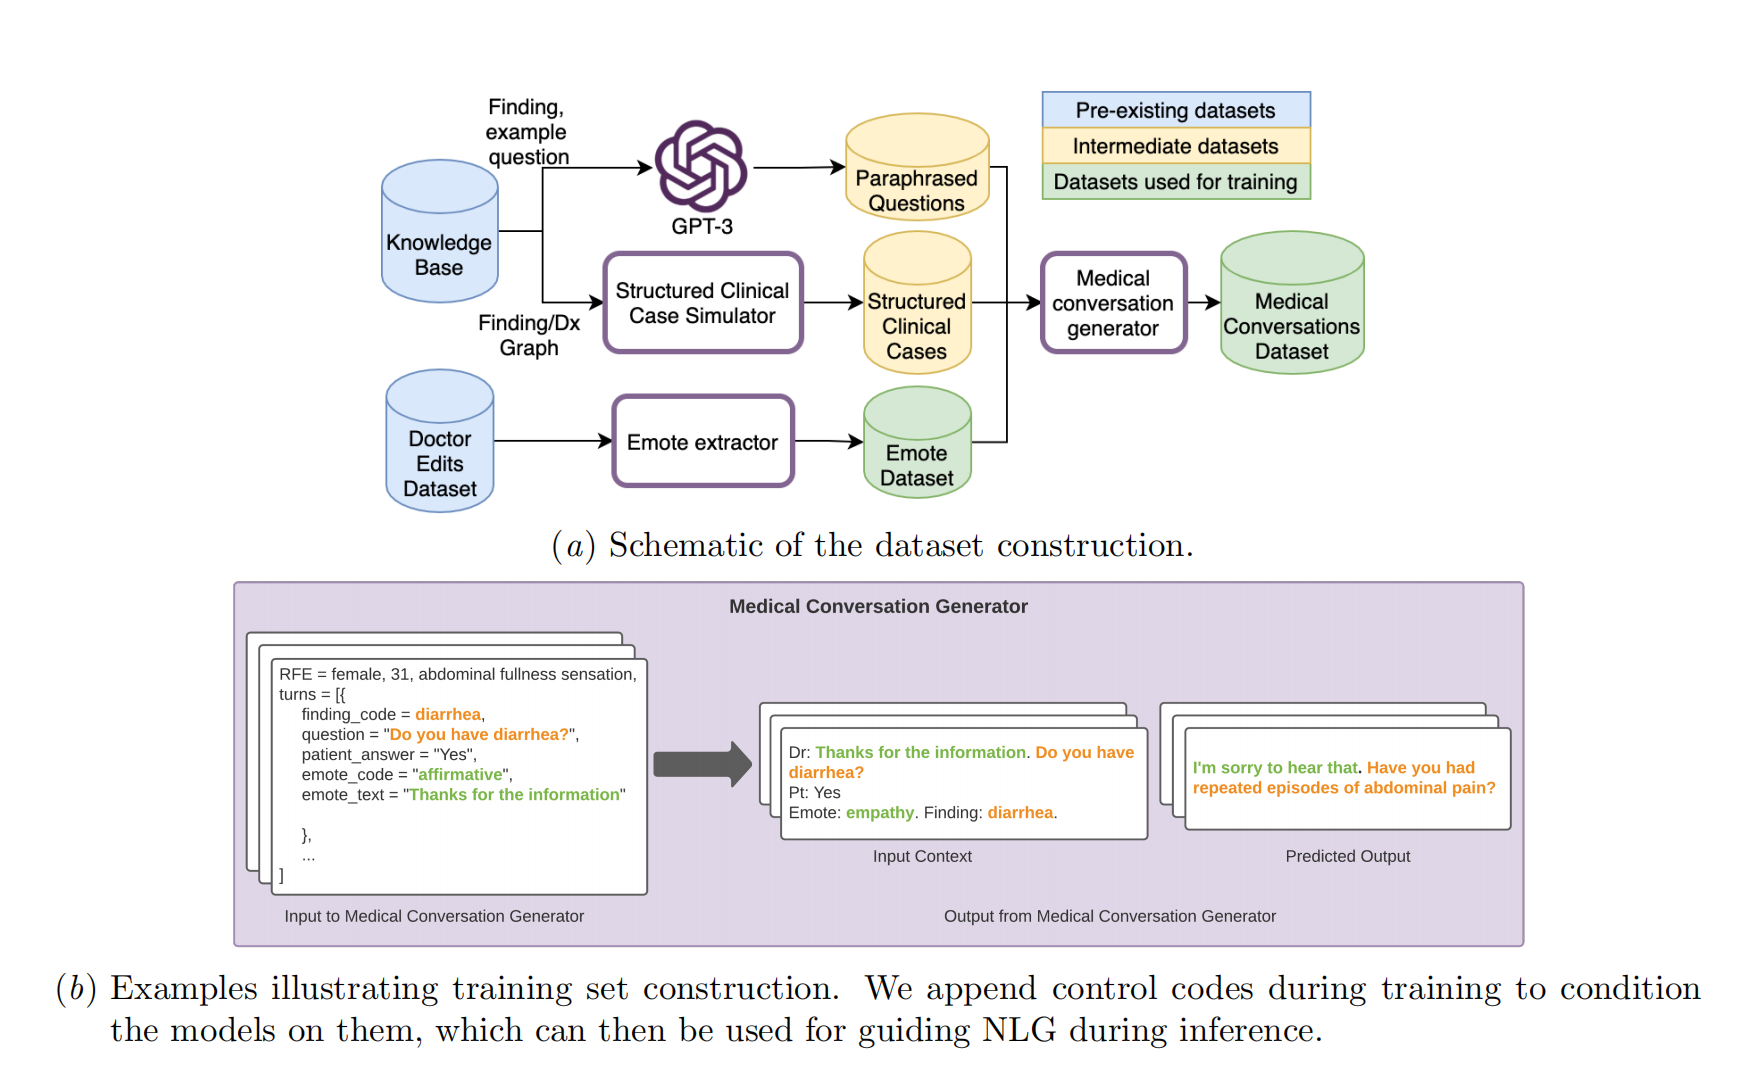 Finding,
example
question
Knowledge
Base
GPT-3
Paraphrased
Questions
Pre-existing datasets
Intermediate datasets
Datasets used for training
Finding/Dx
Graph
Structured Clinical
Case Simulator
Structured
Clinical
Cases
Medical
conversation
generator
Medical
Conversations
Dataset
Doctor
Edits
Dataset
Emote extractor
Emote
Dataset
(a) Schematic of the dataset construction.
Medical Conversation Generator
RFE = female, 31, abdominal fullness sensation,
turns = [{
finding_code = diarrhea,
question = "Do you have diarrhea?",
patient_answer = "Yes",
emote_code = "affirmative",
emote_text = "Thanks for the information"
},
...
]
Input to Medical Conversation Generator
Dr: Thanks for the information. Do you have
diarrhea?
Pt: Yes
Emote: empathy. Finding: diarrhea.
Input Context
I'm sorry to hear that. Have you had
repeated episodes of abdominal pain?
Predicted Output
Output from Medical Conversation Generator
(b) Examples illustrating training set construction. We append control codes during training to condition
the models on them, which can then be used for guiding NLG during inference.